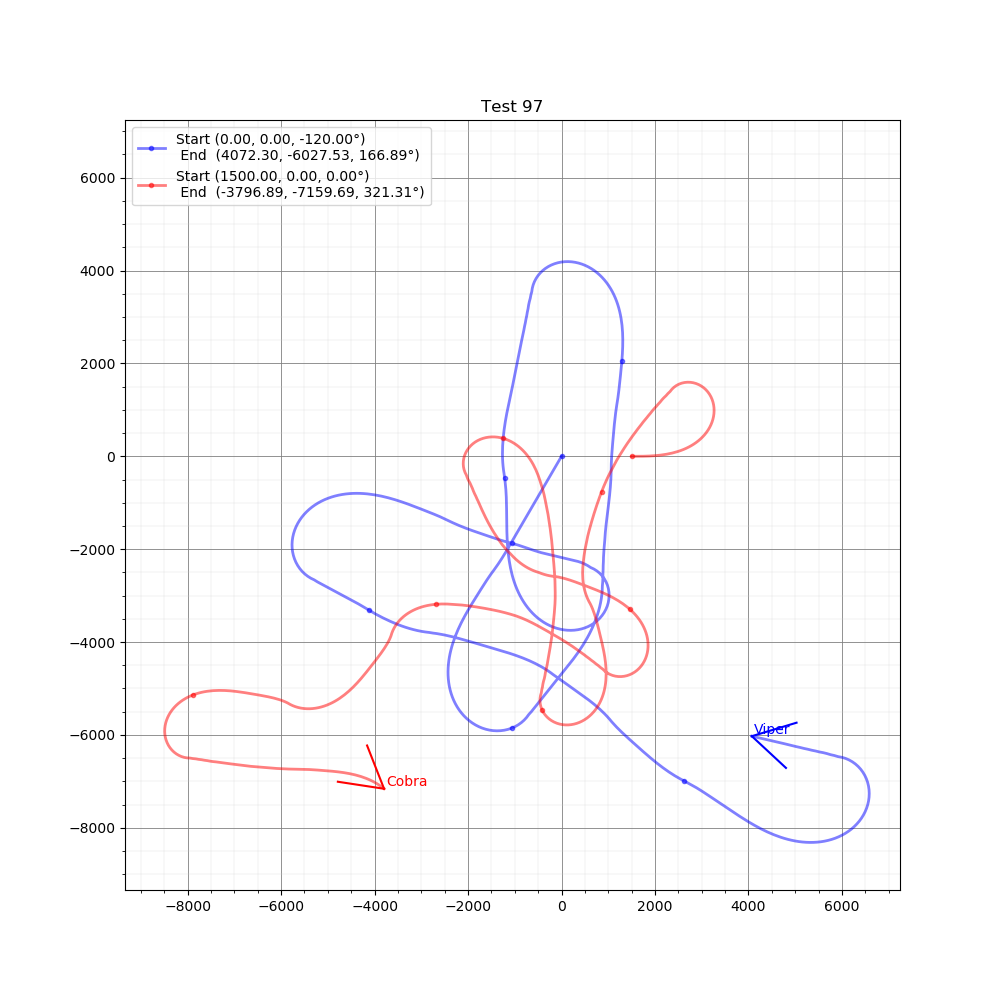 Test 97
Start (0.00, 0.00, -120.00°)
End (4072.30, -6027.53, 166.89°)
Start (1500.00, 0.00, 0.00°)
End (-3796.89, -7159.69, 321.31°)
6000
4000
2000
0
−2000
−4000
−6000
−8000
Viper
Cobra
−8000 −6000 −4000 −2000 0 2000 4000 6000